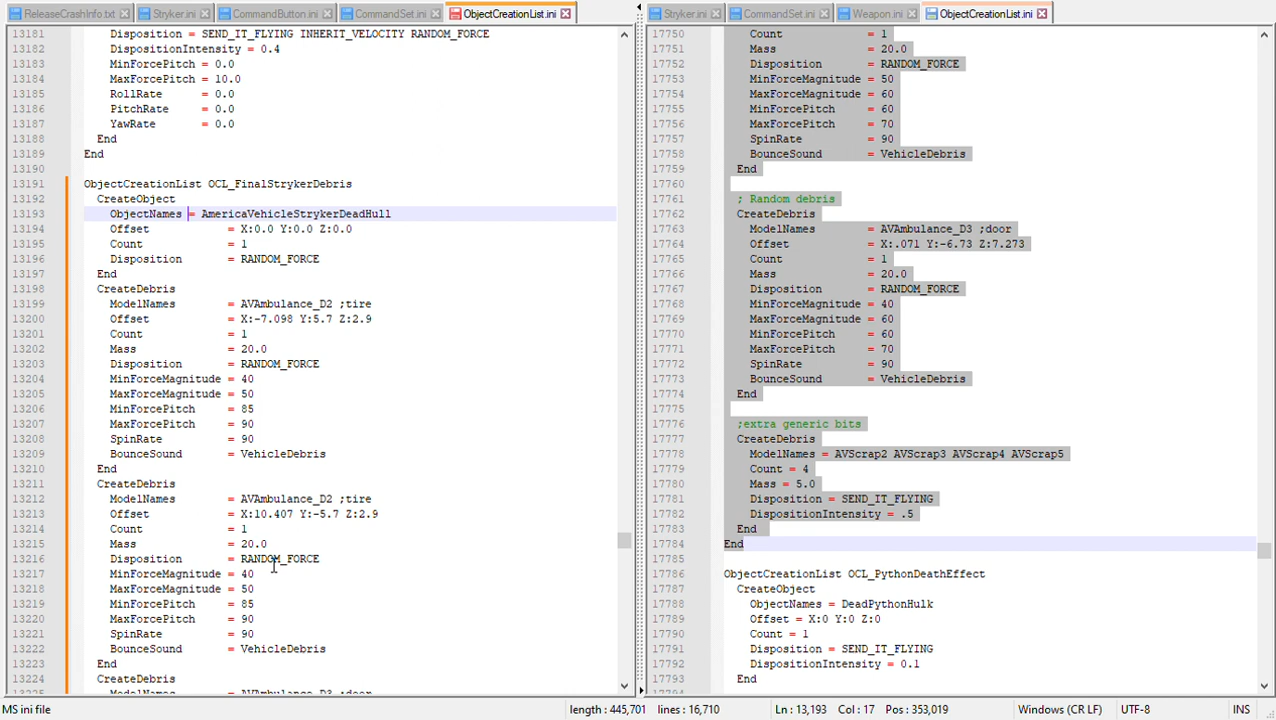 ReleaseCrashInfo.txt Stryker.ini CommandButton.ini CommandSet.ini ObjectCreationList.ini
13181 Disposition = SEND_IT_FLYING INHERIT_VELOCITY RANDOM_FORCE
13182 DispositionIntensity = 0.4
13183 MinForcePitch = 0.0
13184 MaxForcePitch = 10.0
13185 RollRate = 0.0
13186 PitchRate = 0.0
13187 YawRate = 0.0
13188 End
13189 End
13190
13191 ObjectCreationList OCL_FinalStrykerDebris
13192 CreateObject
13193 ObjectNames = AmericaVehicleStrykerDeadHull
13194 Offset = X:0.0 Y:0.0 Z:0.0
13195 Count = 1
13196 Disposition = RANDOM_FORCE
13197 End
13198 CreateDebris
13199 ModelNames = AVAmbulance_D2 ;tire
13200 Offset = X:-7.098 Y:5.7 Z:2.9
13201 Count = 1
13202 Mass = 20.0
13203 Disposition = RANDOM_FORCE
13204 MinForceMagnitude = 40
13205 MaxForceMagnitude = 50
13206 MinForcePitch = 85
13207 MaxForcePitch = 90
13208 SpinRate = 90
13209 BounceSound = VehicleDebris
13210 End
13211 CreateDebris
13212 ModelNames = AVAmbulance_D2 ;tire
13213 Offset = X:10.407 Y:-5.7 Z:2.9
13214 Count = 1
13215 Mass = 20.0
13216 Disposition = RANDOM_FORCE
13217 MinForceMagnitude = 40
13218 MaxForceMagnitude = 50
13219 MinForcePitch = 85
13220 MaxForcePitch = 90
13221 SpinRate = 90
13222 BounceSound = VehicleDebris
13223 End
13224 CreateDebris
13225 ModelNames = AVAmbulance_D3 ;door
Stryker.ini CommandSet.ini Weapon.ini ObjectCreationList.ini
17750 Count = 1
17751 Mass = 20.0
17752 Disposition = RANDOM_FORCE
17753 MinForceMagnitude = 50
17754 MaxForceMagnitude = 60
17755 MinForcePitch = 60
17756 MaxForcePitch = 70
17757 SpinRate = 90
17758 BounceSound = VehicleDebris
17759 End
17760
17761 ; Random debris
17762 CreateDebris
17763 ModelNames = AVAmbulance_D3 ;door
17764 Offset = X:.071 Y:-6.73 Z:7.273
17765 Count = 1
17766 Mass = 20.0
17767 Disposition = RANDOM_FORCE
17768 MinForceMagnitude = 40
17769 MaxForceMagnitude = 60
17770 MinForcePitch = 60
17771 MaxForcePitch = 70
17772 SpinRate = 90
17773 BounceSound = VehicleDebris
17774 End
17775
17776 ;extra generic bits
17777 CreateDebris
17778 ModelNames = AVScrap2 AVScrap3 AVScrap4 AVScrap5
17779 Count = 4
17780 Mass = 5.0
17781 Disposition = SEND_IT_FLYING
17782 DispositionIntensity = .5
17783 End
17784 End
17785
17786 ObjectCreationList OCL_PythonDeathEffect
17787 CreateObject
17788 ObjectNames = DeadPythonHulk
17789 Offset = X:0 Y:0 Z:0
17790 Count = 1
17791 Disposition = SEND_IT_FLYING
17792 DispositionIntensity = 0.1
17793 End
17794
MS ini file length : 445,701 lines : 16,710 Ln : 13,193 Col : 17 Pos : 353,019 Windows (CR LF) UTF-8 INS